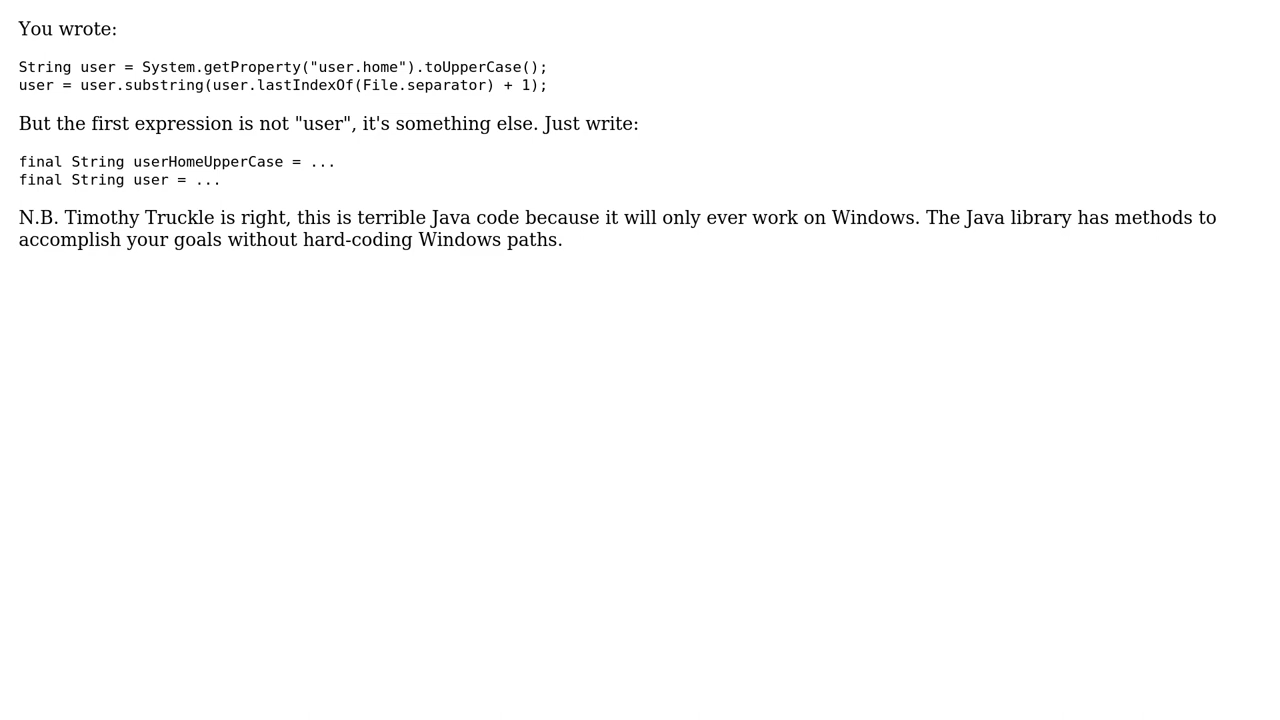 You wrote:
String user = System.getProperty("user.home").toUpperCase();
user = user.substring(user.lastIndexOf(File.separator) + 1);
But the first expression is not "user", it's something else. Just write:
final String userHomeUpperCase = ...
final String user = ...
N.B. Timothy Truckle is right, this is terrible Java code because it will only ever work on Windows. The Java library has methods to
accomplish your goals without hard-coding Windows paths.